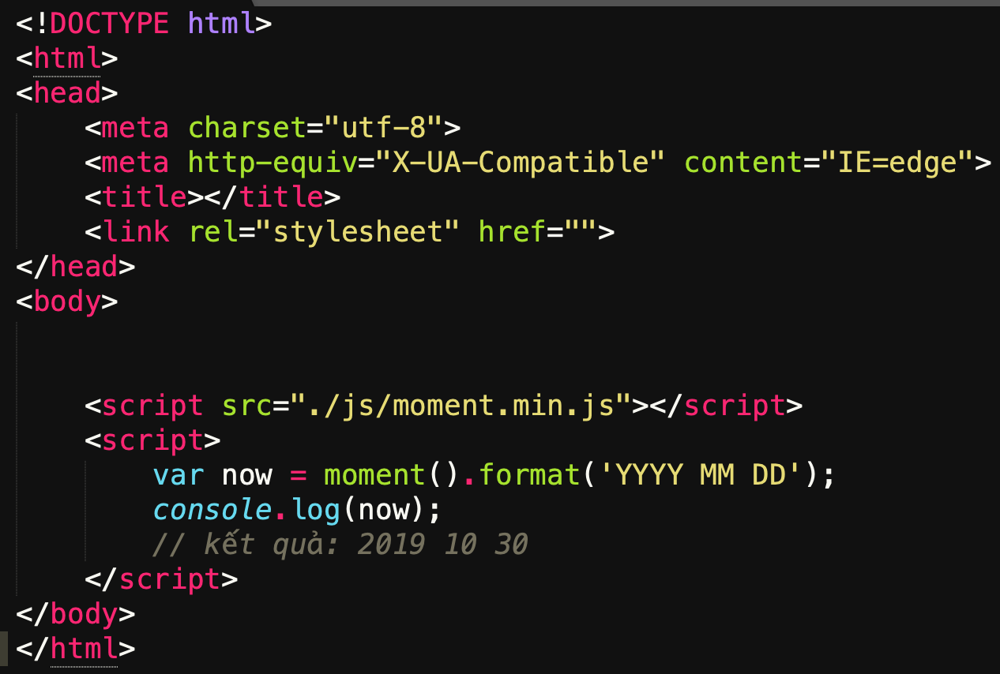 <!DOCTYPE html>
<html>
<head>
    <meta charset="utf-8">
    <meta http-equiv="X-UA-Compatible" content="IE=edge">
    <title></title>
    <link rel="stylesheet" href="">
</head>
<body>
    <script src="./js/moment.min.js"></script>
    <script>
        var now = moment().format('YYYY MM DD');
        console.log(now);
        // kết quả: 2019 10 30
    </script>
</body>
</html>